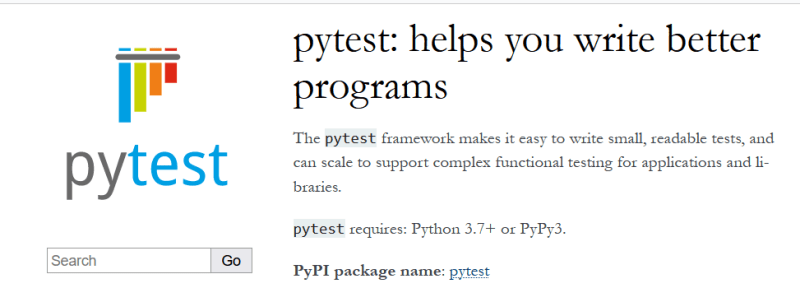 pytest
Search
Go
pytest: helps you write better
programs
The pytest framework makes it easy to write small, readable tests, and
can scale to support complex functional testing for applications and li-
braries.
pytest requires: Python 3.7+ or PyPy3.
PyPI package name: pytest